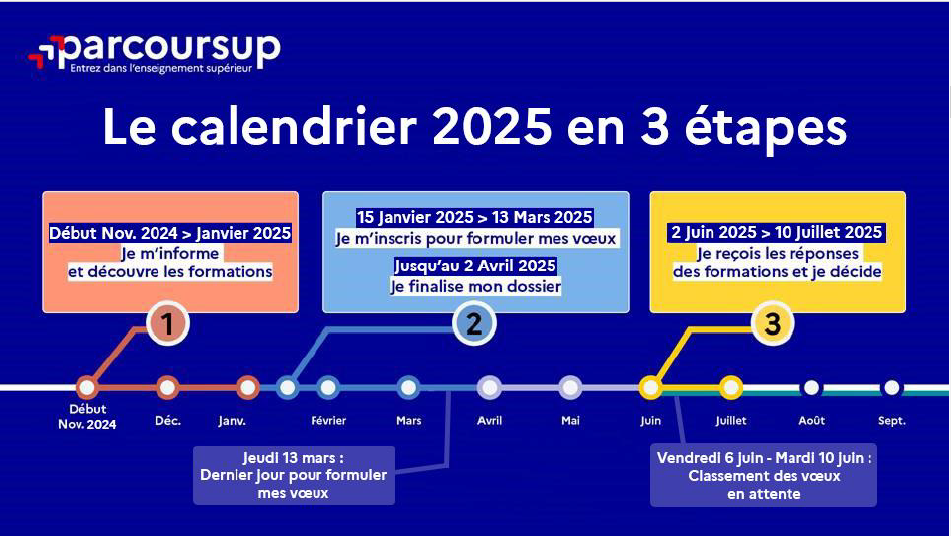 parcoursup
Entrez dans l'enseignement supérieur
Le calendrier 2025 en 3 étapes
Début Nov. 2024 > Janvier 2025
Je m'informe
et découvre les formations
1
15 Janvier 2025 > 13 Mars 2025
Je m'inscris pour formuler mes vœux
Jusqu'au 2 Avril 2025
Je finalise mon dossier
2
2 Juin 2025 > 10 Juillet 2025
Je reçois les réponses
des formations et je décide
3
Début
Nov. 2024
Déc.
Janv.
Février
Mars
Avril
Mai
Juin
Juillet
Août
Sept.
Jeudi 13 mars :
Dernier jour pour formuler
mes vœux
Vendredi 6 juin - Mardi 10 juin :
Classement des vœux
en attente